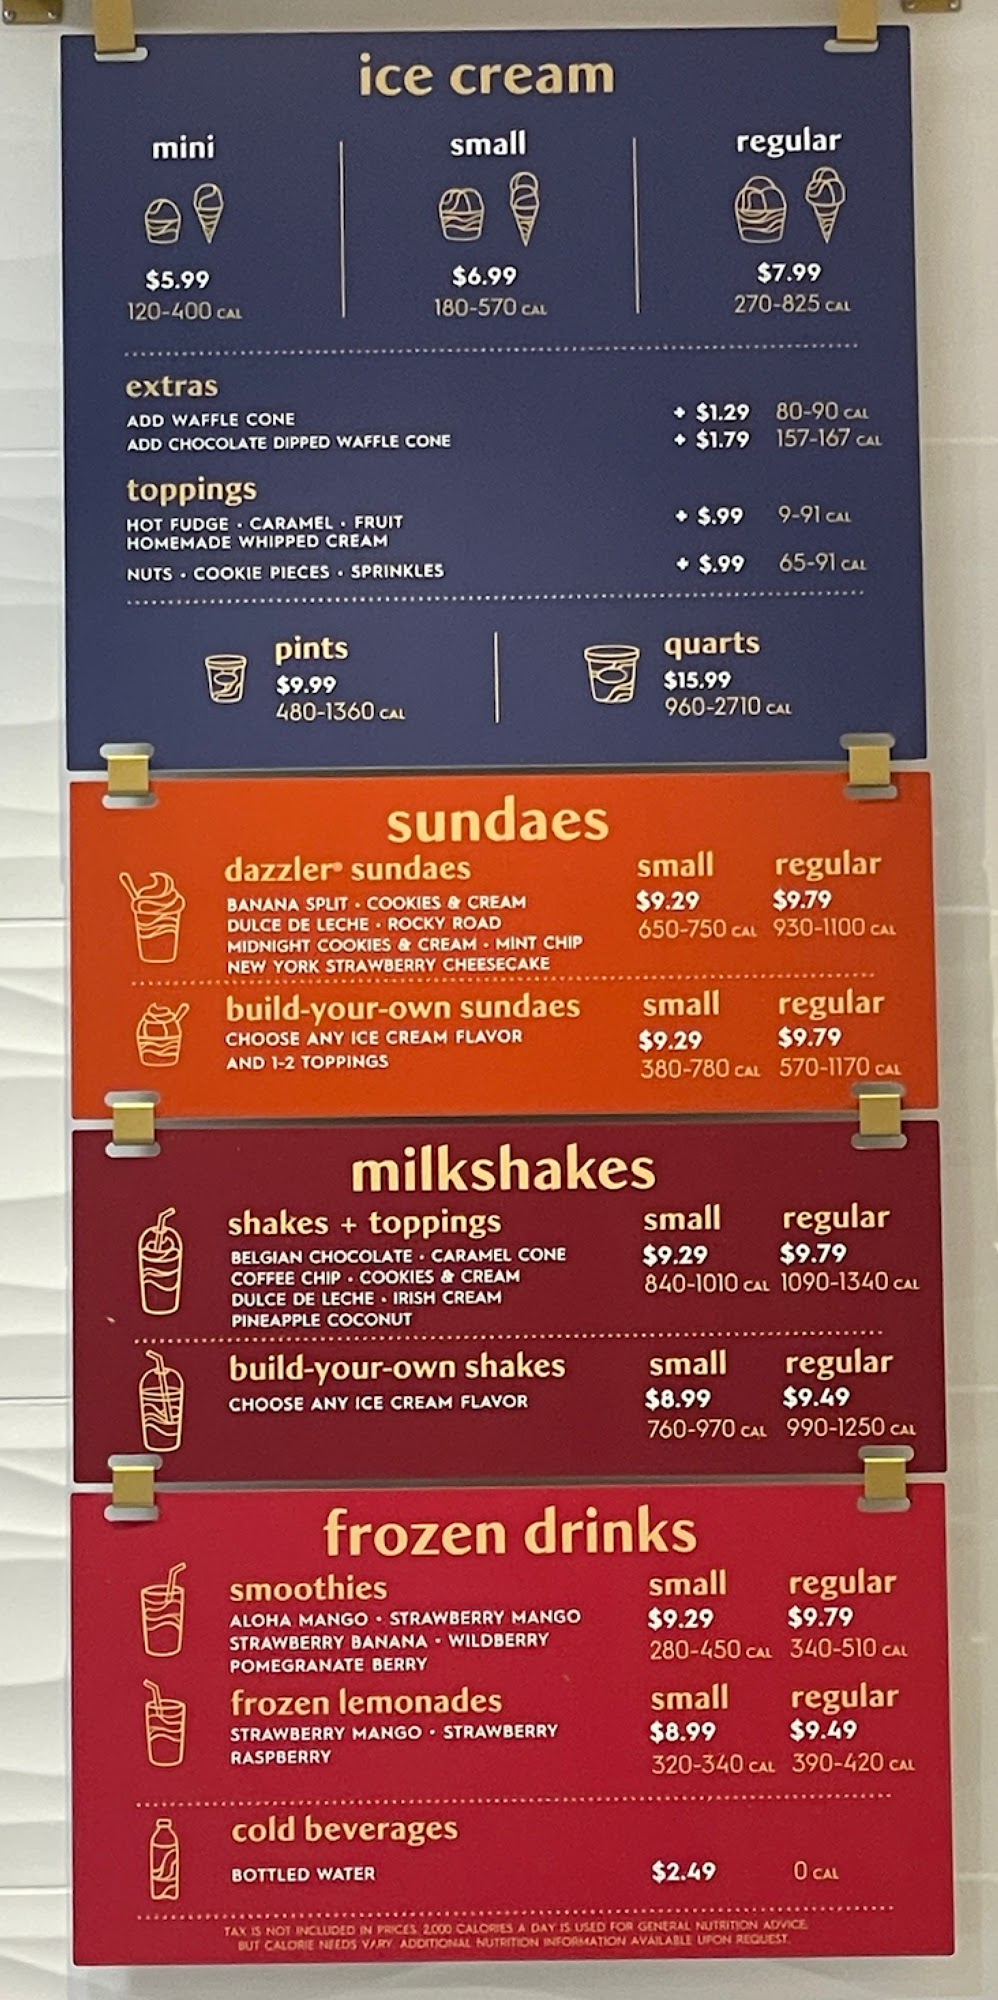 ice cream
mini small regular
$5.99 $6.99 $7.99
120-400 CAL 180-570 CAL 270-825 CAL
extras
ADD WAFFLE CONE + $1.29 80-90 CAL
ADD CHOCOLATE DIPPED WAFFLE CONE + $1.79 157-167 CAL
toppings
HOT FUDGE • CARAMEL • FRUIT + $.99 9-91 CAL
HOMEMADE WHIPPED CREAM
NUTS • COOKIE PIECES • SPRINKLES + $.99 65-91 CAL
pints quarts
$9.99 $15.99
480-1360 CAL 960-2710 CAL
sundaes
dazzler® sundaes small regular
BANANA SPLIT • COOKIES & CREAM $9.29 $9.79
DULCE DE LECHE • ROCKY ROAD 650-750 CAL 930-1100 CAL
MIDNIGHT COOKIES & CREAM • MINT CHIP
NEW YORK STRAWBERRY CHEESECAKE
build-your-own sundaes small regular
CHOOSE ANY ICE CREAM FLAVOR $9.29 $9.79
AND 1-2 TOPPINGS 380-780 CAL 570-1170 CAL
milkshakes
shakes + toppings small regular
BELGIAN CHOCOLATE • CARAMEL CONE $9.29 $9.79
COFFEE CHIP • COOKIES & CREAM 840-1010 CAL 1090-1340 CAL
DULCE DE LECHE • IRISH CREAM
PINEAPPLE COCONUT
build-your-own shakes small regular
CHOOSE ANY ICE CREAM FLAVOR $8.99 $9.49
760-970 CAL 990-1250 CAL
frozen drinks
smoothies small regular
ALOHA MANGO • STRAWBERRY MANGO $9.29 $9.79
STRAWBERRY BANANA • WILDBERRY 280-450 CAL 340-510 CAL
POMEGRANATE BERRY
frozen lemonades small regular
STRAWBERRY MANGO • STRAWBERRY $8.99 $9.49
RASPBERRY 320-340 CAL 390-420 CAL
cold beverages
BOTTLED WATER $2.49 0 CAL
TAX IS NOT INCLUDED IN PRICES. 2,000 CALORIES A DAY IS USED FOR GENERAL NUTRITION ADVICE,
BUT CALORIE NEEDS VARY. ADDITIONAL NUTRITION INFORMATION AVAILABLE UPON REQUEST.